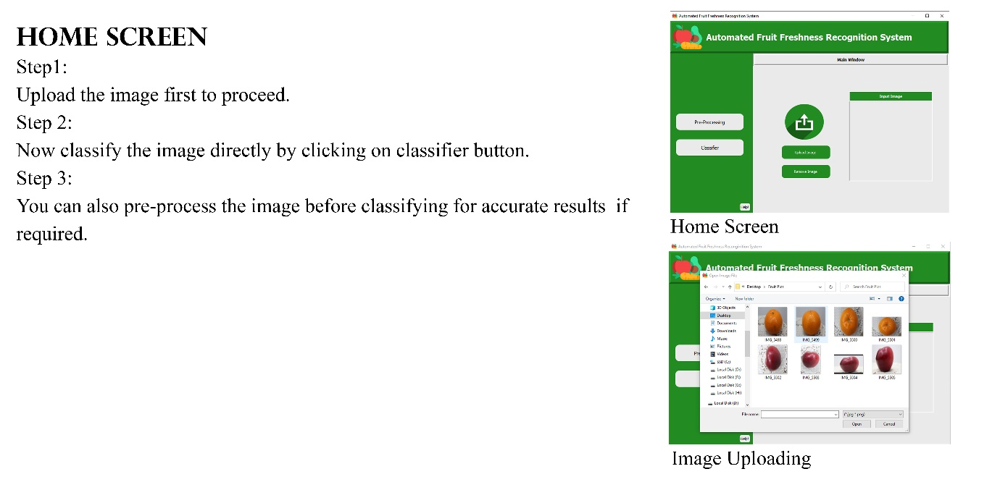 HOME SCREEN
Step1:
Upload the image first to proceed.
Step 2:
Now classify the image directly by clicking on classifier button.
Step 3:
You can also pre-process the image before classifying for accurate results if
required.
Automated Fruit Freshness Recognition System
Automated Fruit Freshness Recognition System
Main Window
Input Image
Pre-Processing
Classifier
Upload Image
Remove Image
Help!
Home Screen
Automated Fruit Freshness Reconginition System
Automated Fruit Freshness Recognition System
Open Image File
« Desktop > Fruit Pics
Search Fruit Pics
Organize
New folder
3D Objects
Desktop
Documents
Downloads
Music
Pictures
Videos
SSD (C:)
Local Disk (D:)
Local Disk (F:)
Local Disk (G:)
Local Disk (H:)
Local Disk (D:)
IMG_5498 IMG_5499 IMG_5500 IMG_5501
IMG_5502 IMG_5503 IMG_5504 IMG_5505
Pre
File name:
(*.jpg *.png)
Open
Cancel
Help!
Image Uploading